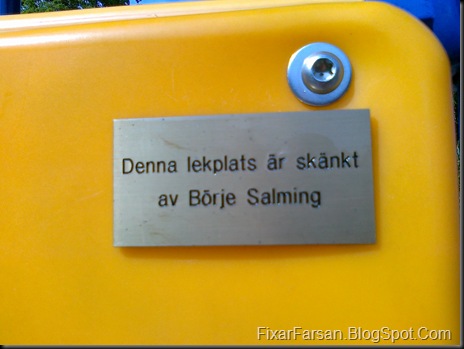 Denna lekplats är skänkt
av Börje Salming
FixarFarsan.BlogSpot.Com